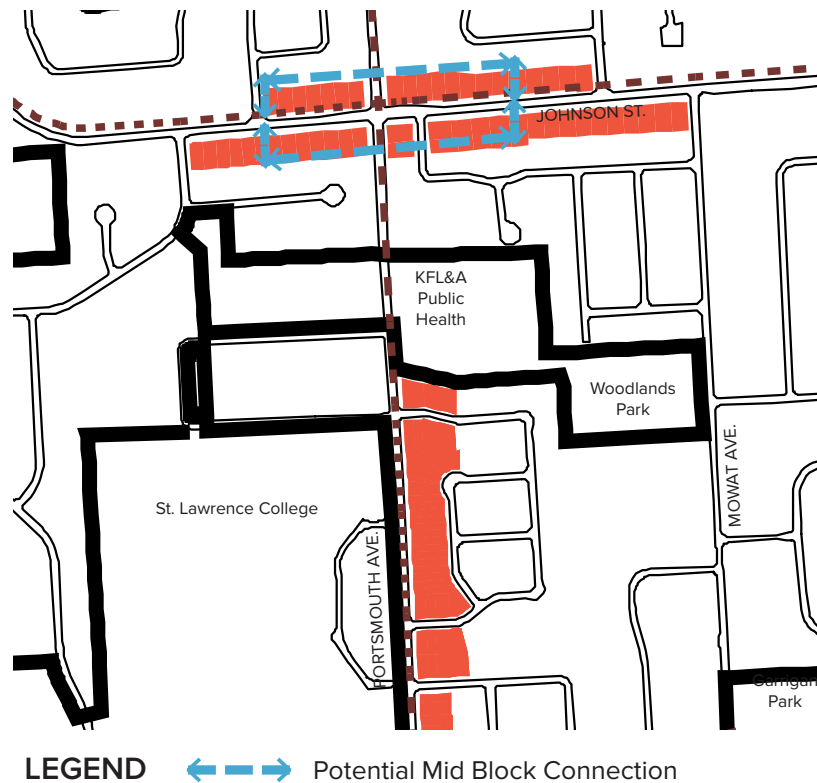 JOHNSON ST.
KFL&A
Public
Health
Woodlands
Park
MOWAT AVE.
St. Lawrence College
PORTSMOUTH AVE.
Garrigan
Park
LEGEND
Potential Mid Block Connection